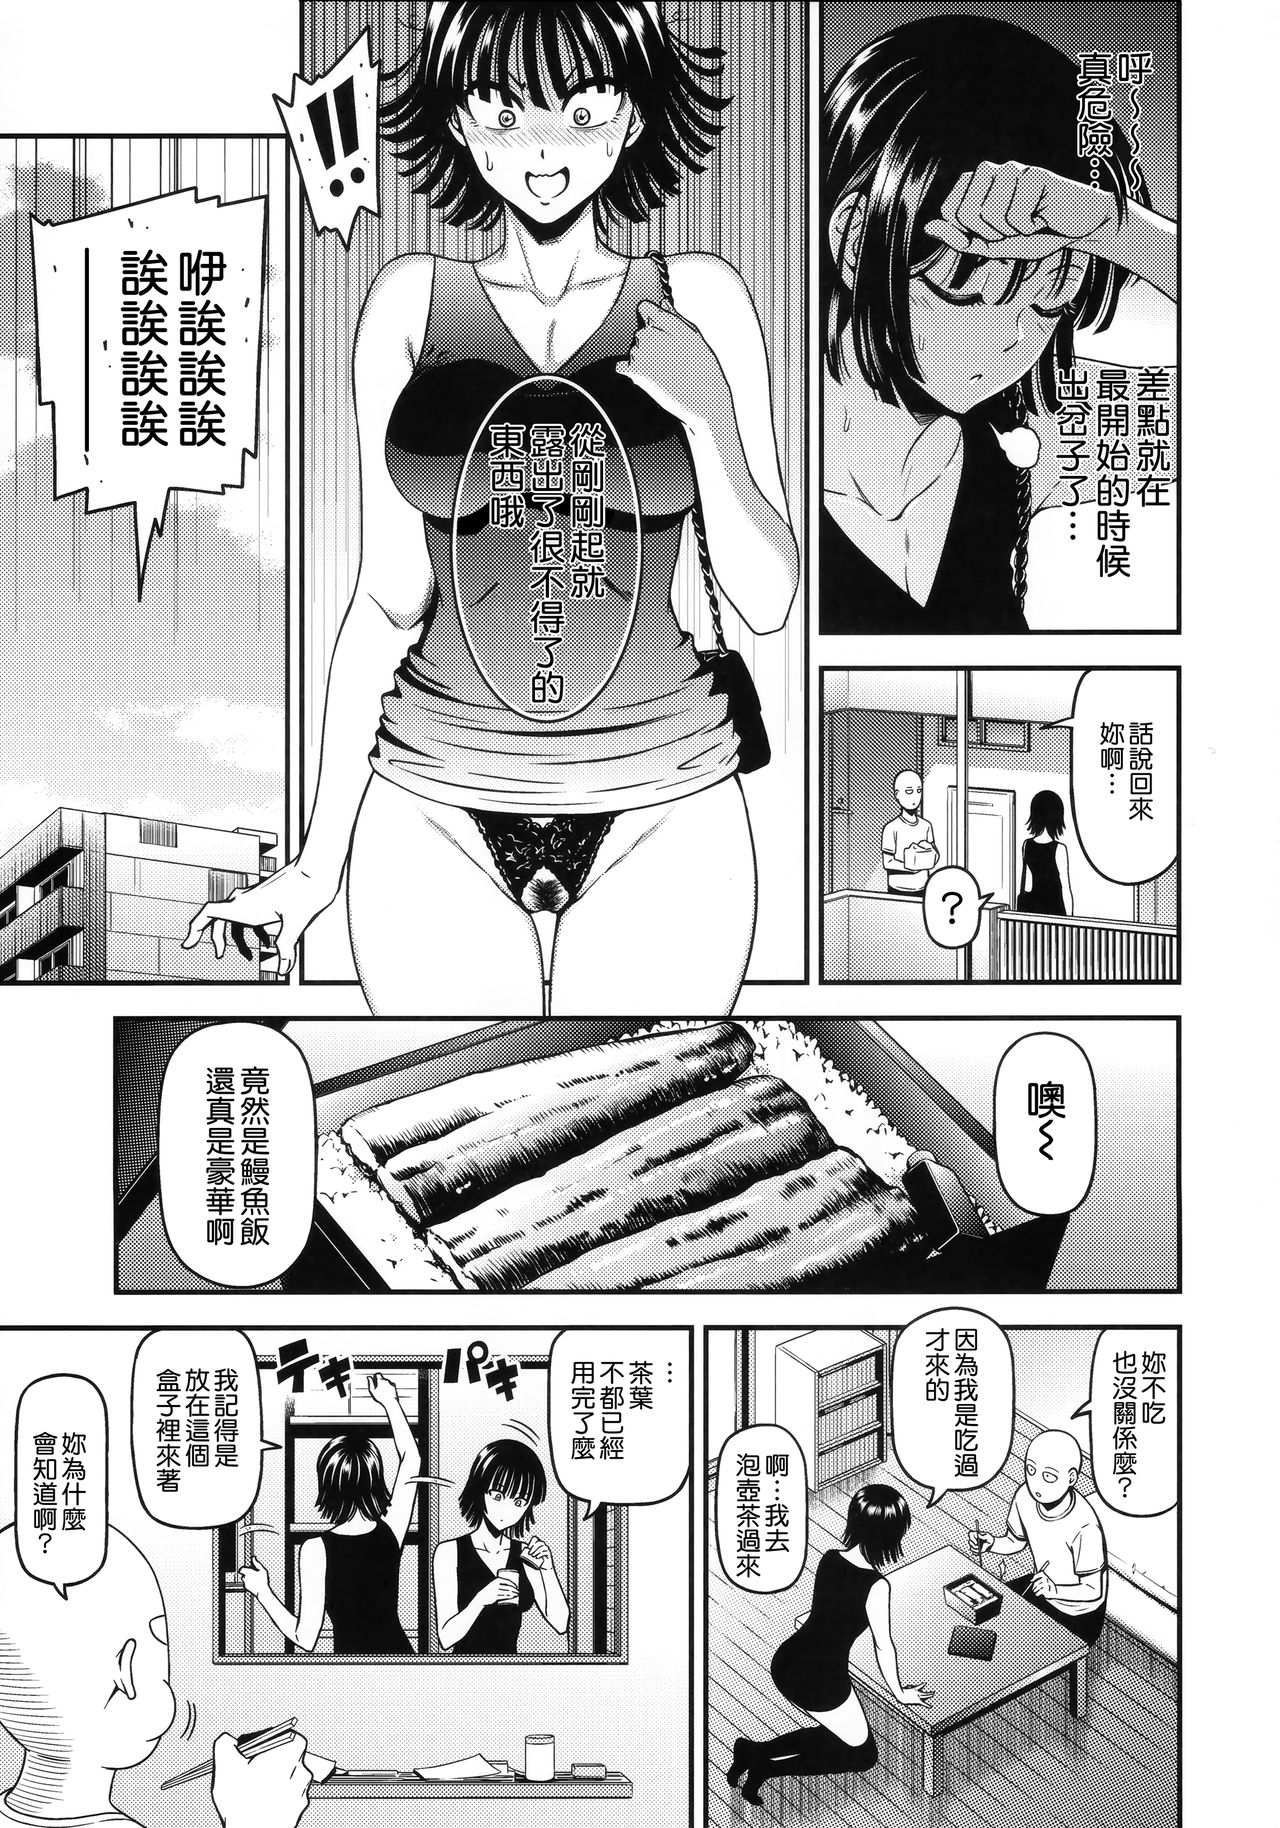 呼～～～
真危險…
差點就在
最開始的時候
出岔子了…
話說回來
妳啊…
？
!!
從剛剛起就
露出了很不得了的
東西哦
咿誒誒誒
誒誒誒誒
噢～
竟然是鰻魚飯
還真是豪華啊
妳不吃
也沒關係麼？
因為我是吃過
才來的
啊…我去
泡壺茶過來
…
茶葉
不都已經
用完了麼
パキッ
テキ
我記得是
放在這個
盒子裡來著
妳為什麼
會知道啊？